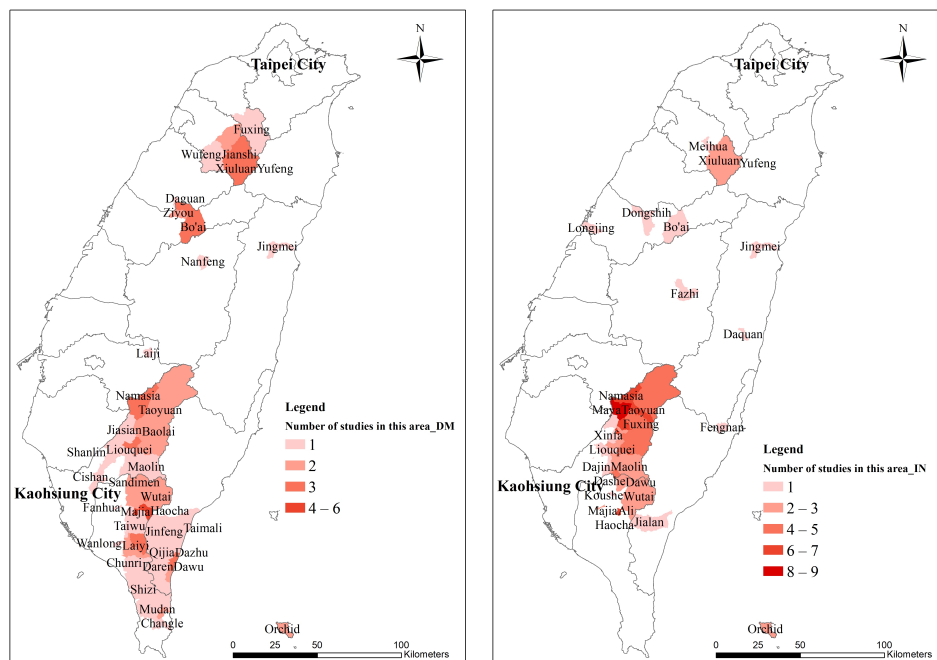 N
Taipei City
Fuxing
Wufeng Jianshi
Xiuluan Yufeng
Daguan
Ziyou
Bo'ai
Jingmei
Nanfeng
Laiji
Namasia
Taoyuan
Jiasian Baolai
Shanlin Liouquei
Maolin
Cishan
Sandimen
Kaohsiung City Wutai
Fanhua Majia Haocha
Taiwu Jinfeng Taimali
Wanlong Laiyi
Qijia Dazhu
Chunri Daren Dawu
Shizi
Mudan
Changle
Orchid
Legend
Number of studies in this area_DM
1
2
3
4 – 6
0 25 50 100
Kilometers
N
Taipei City
Meihua
Xiuluan Yufeng
Dongshih
Longjing Bo'ai
Jingmei
Fazhi
Daquan
Namasia
Maya Taoyuan
Fuxing
Fengnan
Xinfa
Liouquei
Dajin Maolin
Dashe Dawu
Kaohsiung City
Koushe Wutai
Majia Ali
Haocha Jialan
Orchid
Legend
Number of studies in this area_IN
1
2 – 3
4 – 5
6 – 7
8 – 9
0 25 50 100
Kilometers